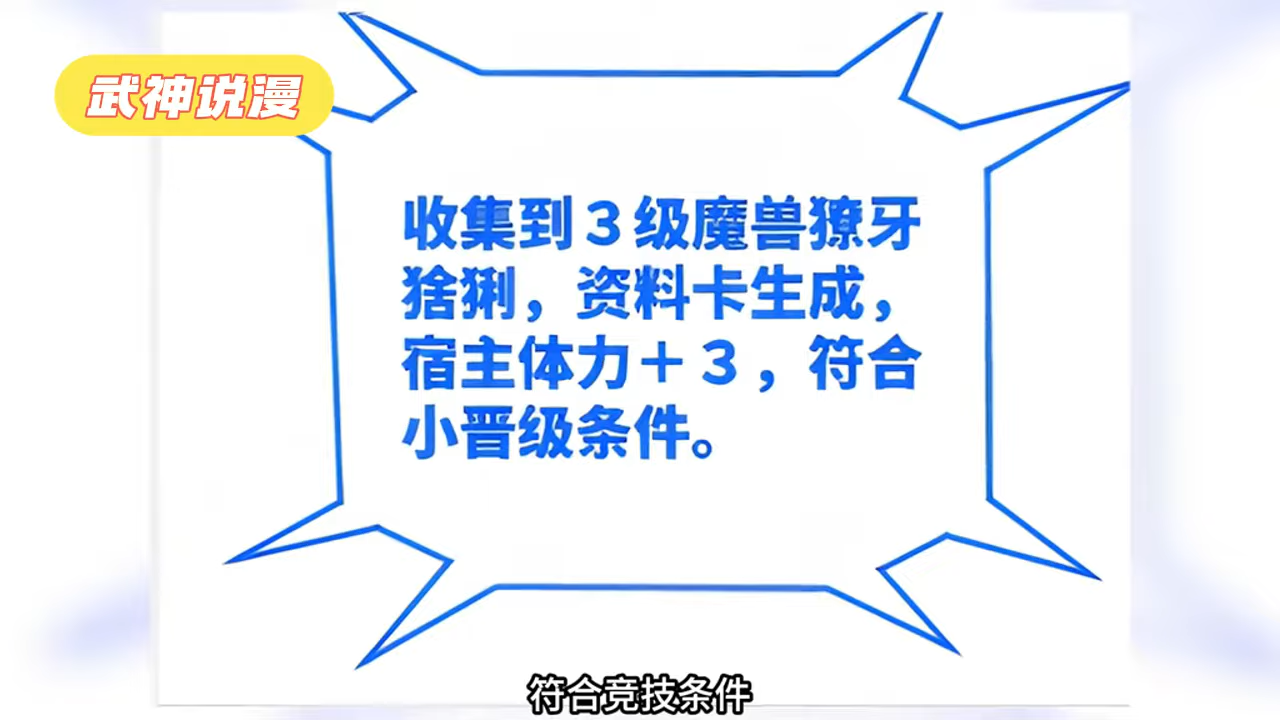 武神说漫
收集到3级魔兽獠牙
猞猁，资料卡生成，
宿主体力＋3，符合
小晋级条件。
符合竞技条件